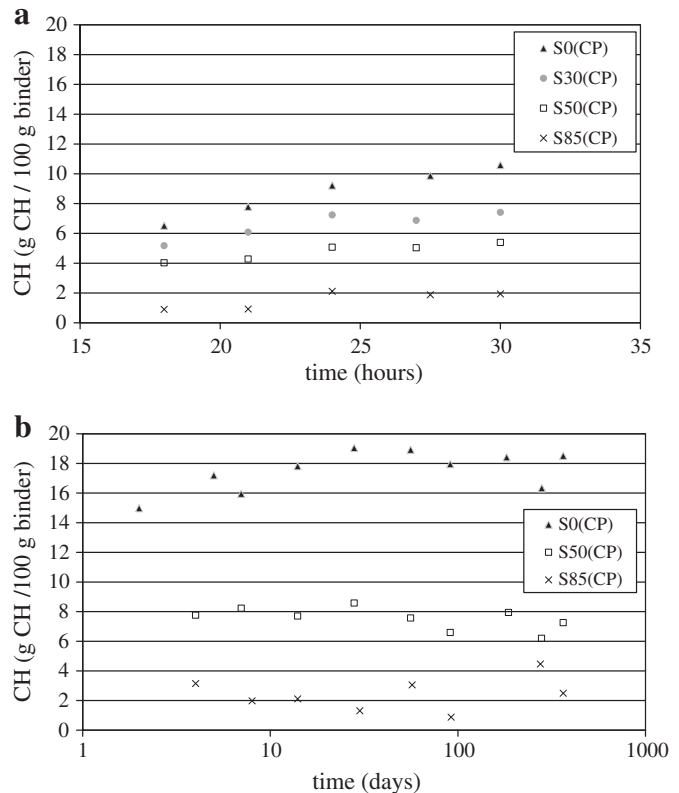 a
20
18
16
14
12
10
8
6
4
2
0
CH (g CH / 100 g binder)
15 20 25 30 35
time (hours)
S0(CP)
S30(CP)
S50(CP)
S85(CP)
b
20
18
16
14
12
10
8
6
4
2
0
CH (g CH /100 g binder)
1 10 100 1000
time (days)
S0(CP)
S50(CP)
S85(CP)